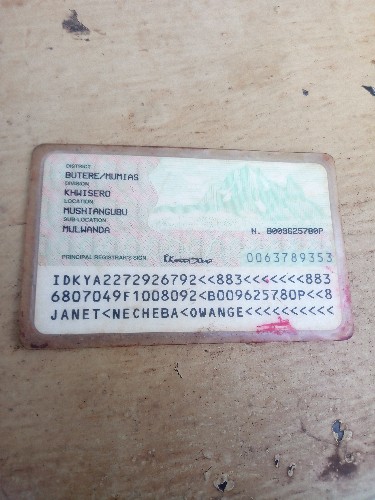 DISTRICT
BUTERE/MUMIAS
DIVISION
KHWISERO
LOCATION
MUSHIANGUBU
SUB-LOCATION
MULWANDA
N. B009625780P
PRINCIPAL REGISTRAR'S SIGN.
0063789353
IDKYA2272926792<<883<<<<<<<883
6807049F1008092<B009625780P<<8
JANET<NECHEBA<OWANGE<<<<<<<<<<